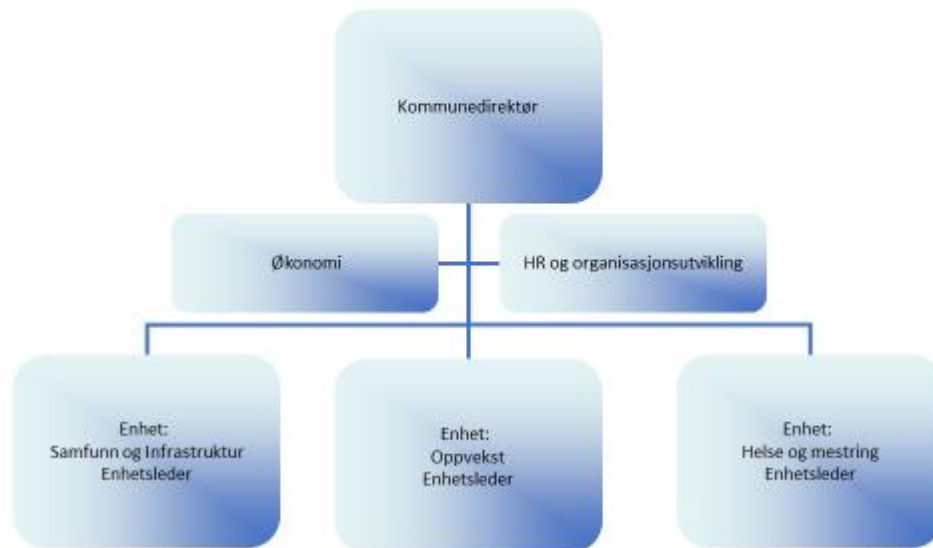 Kommunedirektør
Økonomi
HR og organisasjonsutvikling
Enhet:
Samfunn og Infrastruktur
Enhetsleder
Enhet:
Oppvekst
Enhetsleder
Enhet:
Helse og mestring
Enhetsleder